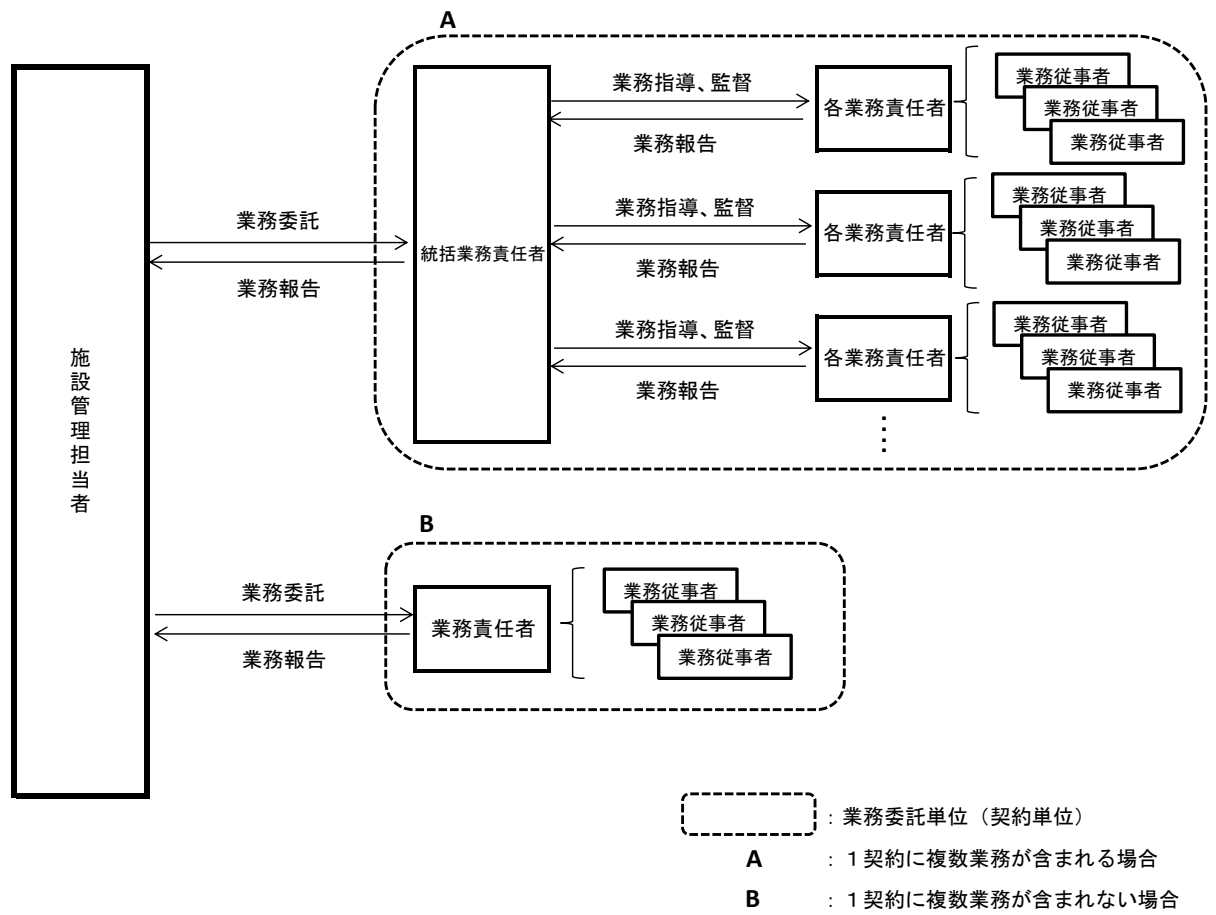 A
施設管理担当者
業務委託
業務報告
統括業務責任者
業務指導、監督
業務報告
各業務責任者
業務従事者
業務従事者
業務従事者
業務指導、監督
業務報告
各業務責任者
業務従事者
業務従事者
業務従事者
業務指導、監督
業務報告
各業務責任者
業務従事者
業務従事者
業務従事者
B
業務委託
業務報告
業務責任者
業務従事者
業務従事者
業務従事者
：業務委託単位（契約単位）
A ：１契約に複数業務が含まれる場合
B ：１契約に複数業務が含まれない場合